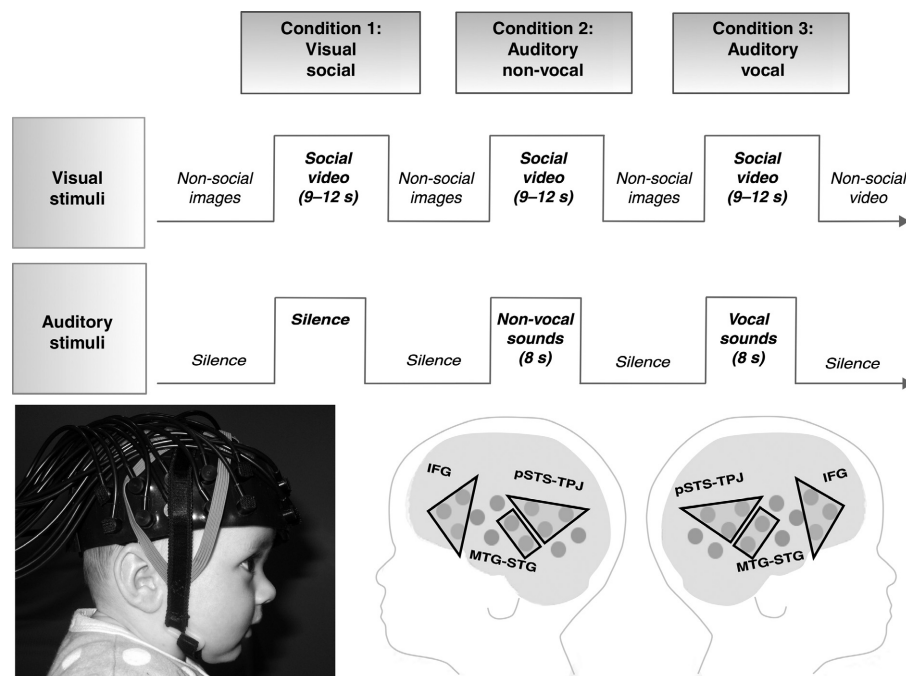 Condition 1:
Visual
social
Condition 2:
Auditory
non-vocal
Condition 3:
Auditory
vocal
Visual
stimuli
Non-social
images
Social
video
(9–12 s)
Non-social
images
Social
video
(9–12 s)
Non-social
images
Social
video
(9–12 s)
Non-social
video
Auditory
stimuli
Silence
Silence
Silence
Non-vocal
sounds
(8 s)
Silence
Vocal
sounds
(8 s)
Silence
IFG
pSTS-TPJ
MTG-STG
pSTS-TPJ
IFG
MTG-STG